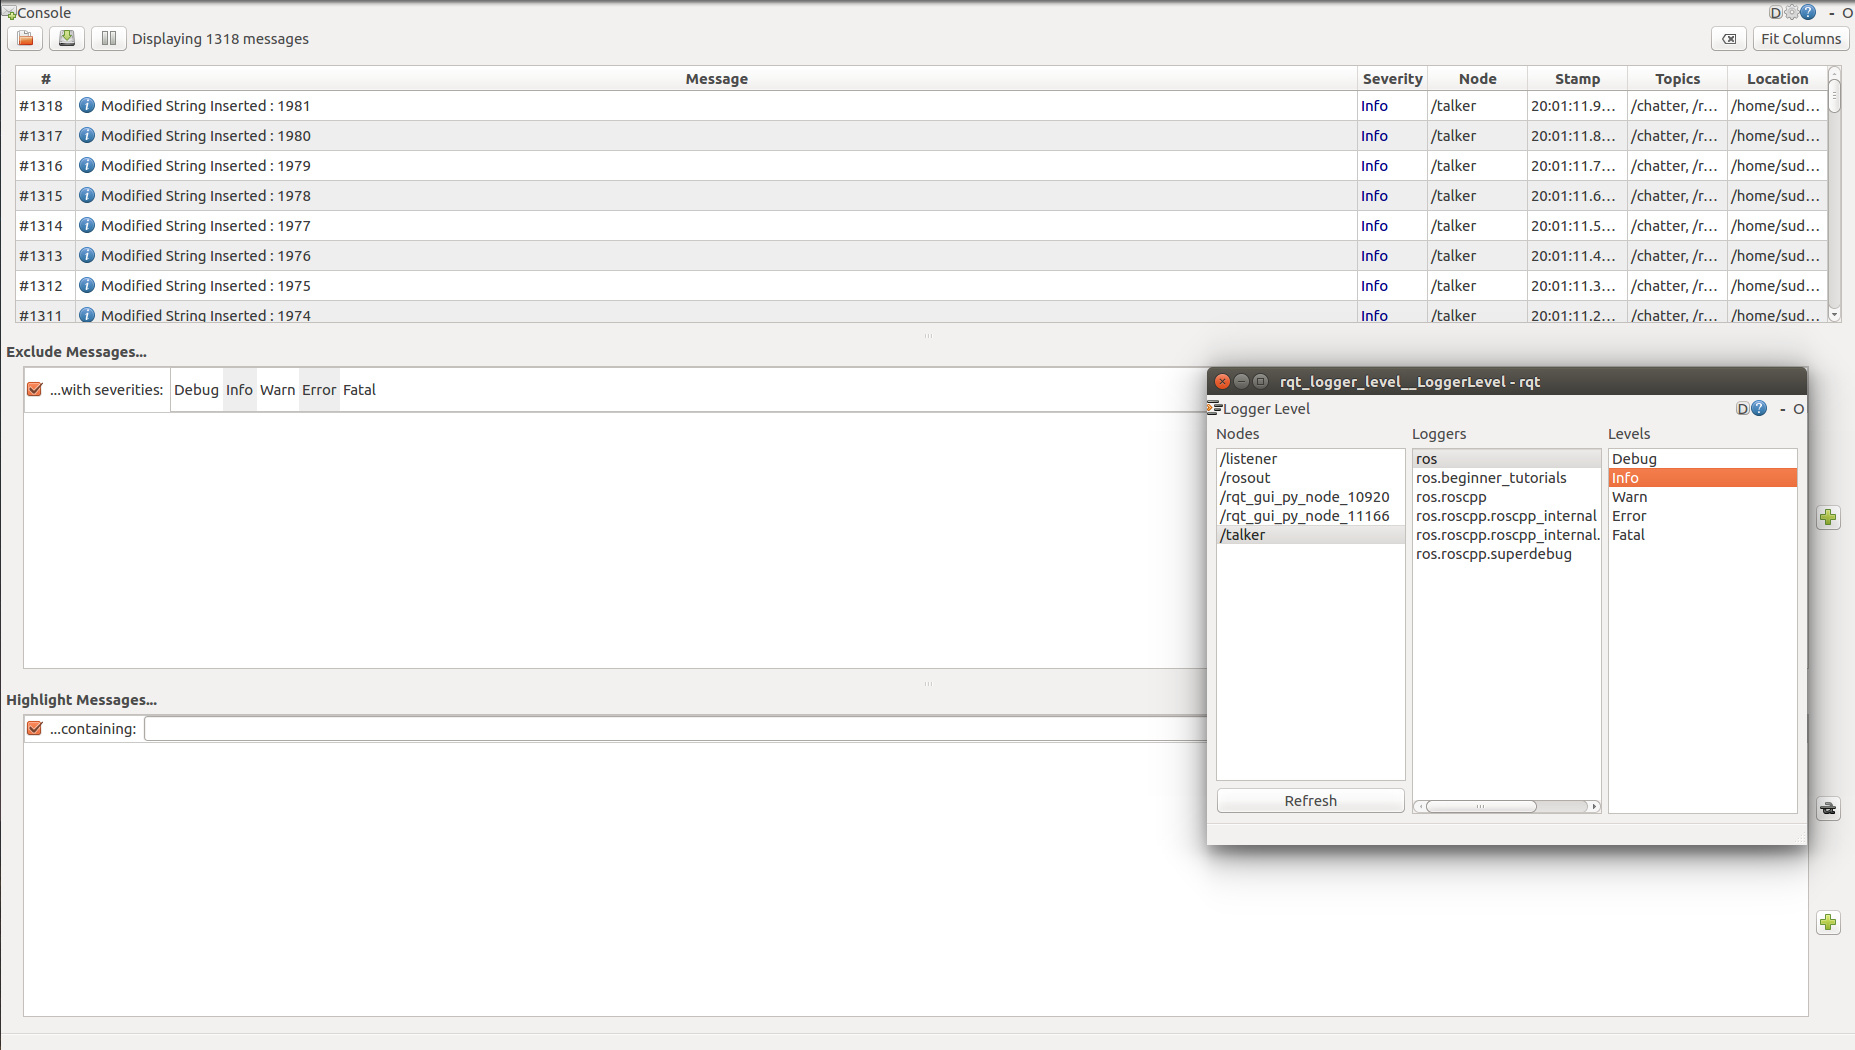 Console
D ? - O
Displaying 1318 messages
Fit Columns
# Message Severity Node Stamp Topics Location
#1318 Modified String Inserted : 1981 Info /talker 20:01:11.9... /chatter, /r... /home/sud...
#1317 Modified String Inserted : 1980 Info /talker 20:01:11.8... /chatter, /r... /home/sud...
#1316 Modified String Inserted : 1979 Info /talker 20:01:11.7... /chatter, /r... /home/sud...
#1315 Modified String Inserted : 1978 Info /talker 20:01:11.6... /chatter, /r... /home/sud...
#1314 Modified String Inserted : 1977 Info /talker 20:01:11.5... /chatter, /r... /home/sud...
#1313 Modified String Inserted : 1976 Info /talker 20:01:11.4... /chatter, /r... /home/sud...
#1312 Modified String Inserted : 1975 Info /talker 20:01:11.3... /chatter, /r... /home/sud...
#1311 Modified String Inserted : 1974 Info /talker 20:01:11.2... /chatter, /r... /home/sud...
Exclude Messages...
...with severities: Debug Info Warn Error Fatal
Highlight Messages...
...containing:
rqt_logger_level__LoggerLevel - rqt
Logger Level
D ? - O
Nodes
/listener
/rosout
/rqt_gui_py_node_10920
/rqt_gui_py_node_11166
/talker
Refresh
Loggers
ros
ros.beginner_tutorials
ros.roscpp
ros.roscpp.roscpp_internal
ros.roscpp.roscpp_internal.
ros.roscpp.superdebug
Levels
Debug
Info
Warn
Error
Fatal